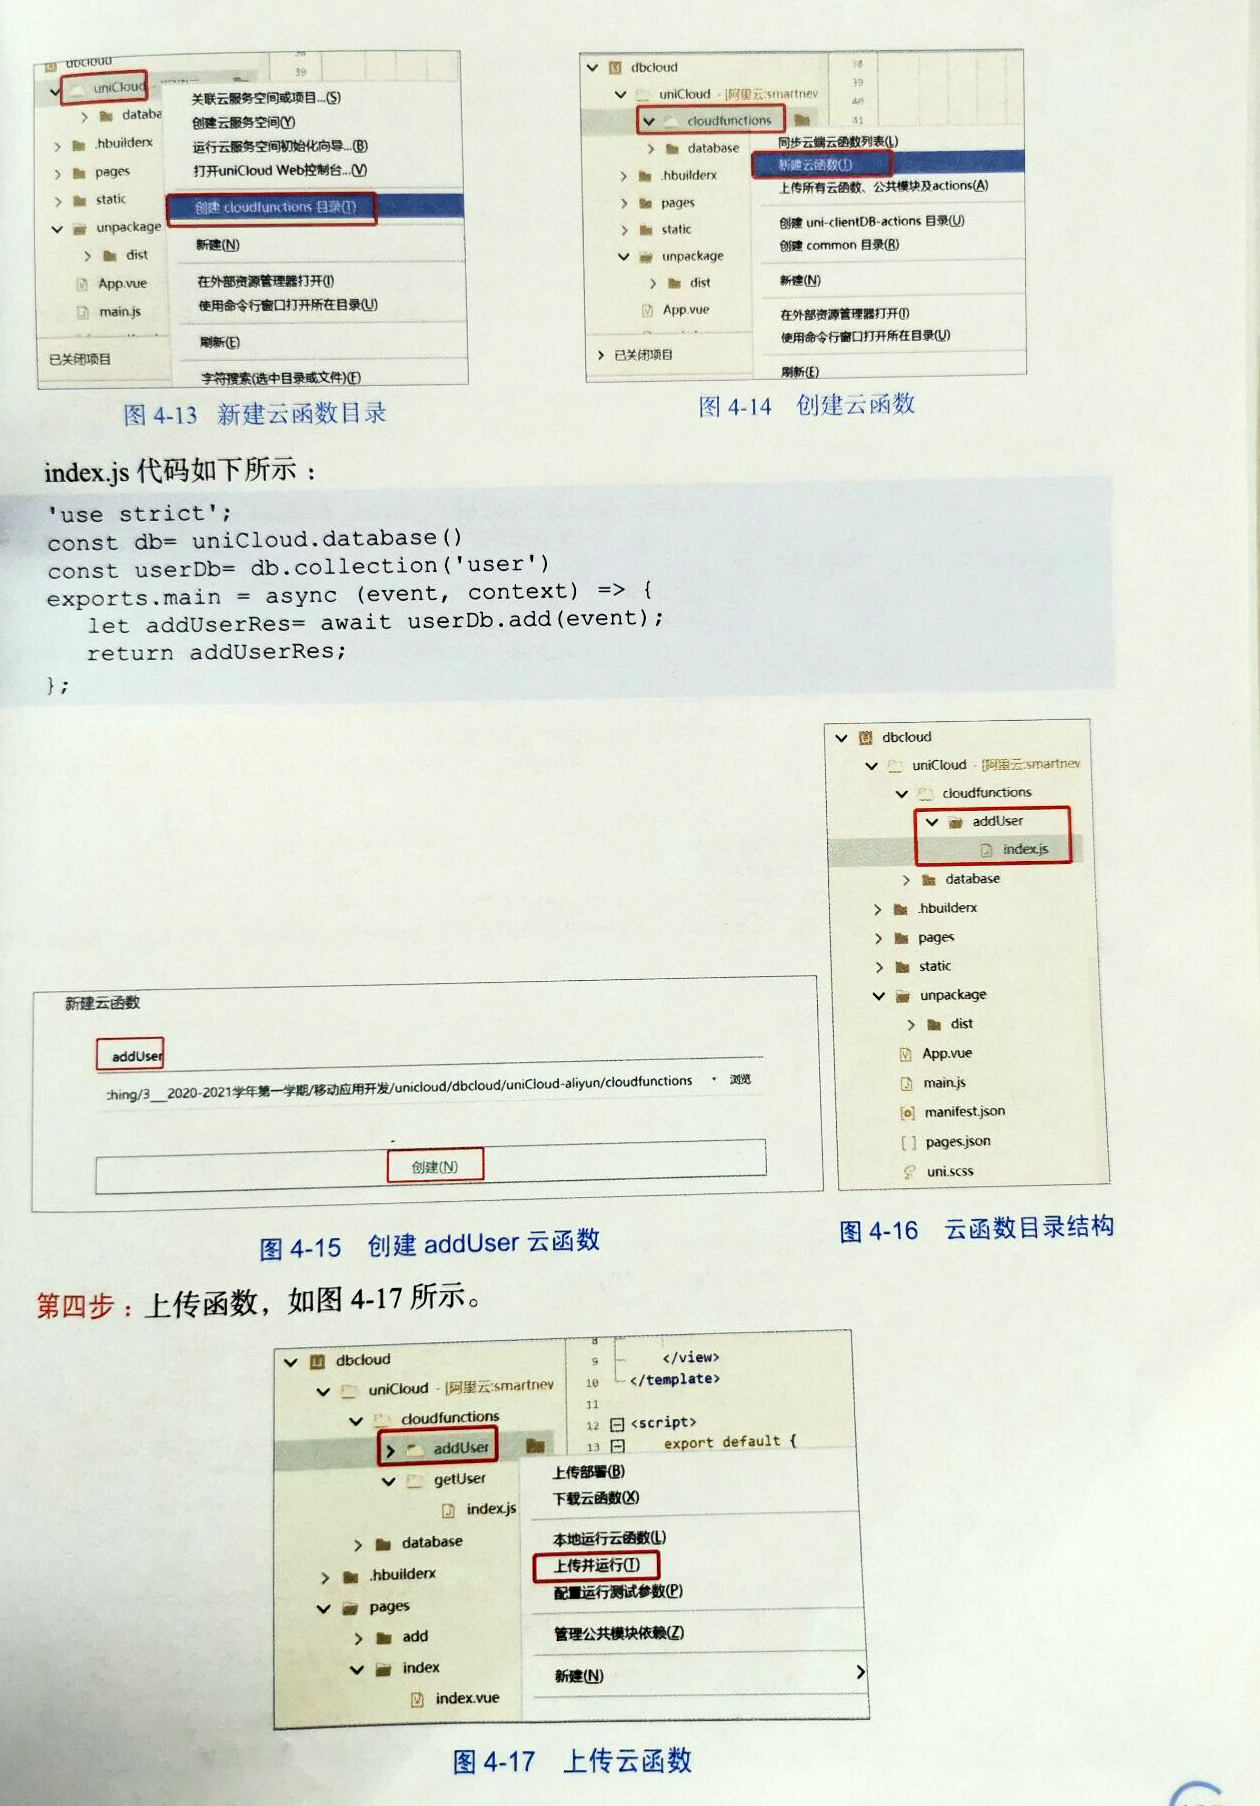 dbcloud
uniCloud
databa
.hbuilderx
pages
static
unpackage
dist
App.vue
main.js
已关闭项目
39
关联云服务空间或项目...(S)
创建云服务空间(Y)
运行云服务空间初始化向导...(B)
打开uniCloud Web控制台...(V)
创建 cloudfunctions 目录(T)
新建(N)
在外部资源管理器打开(I)
使用命令行窗口打开所在目录(U)
刷新(E)
字符搜索(选中目录或文件)(F)
图 4-13 新建云函数目录
dbcloud
uniCloud - [阿里云:smartnev
cloudfunctions
database
.hbuilderx
pages
static
unpackage
dist
App.vue
已关闭项目
38
39
40
41
同步云端云函数列表(L)
新建云函数(T)
上传所有云函数、公共模块及actions(A)
创建 uni-clientDB-actions 目录(U)
创建 common 目录(R)
新建(N)
在外部资源管理器打开(I)
使用命令行窗口打开所在目录(U)
刷新(E)
图 4-14 创建云函数
index.js 代码如下所示：
'use strict';
const db= uniCloud.database()
const userDb= db.collection('user')
exports.main = async (event, context) => {
let addUserRes= await userDb.add(event);
return addUserRes;
};
新建云函数
addUser
:hing/3__2020-2021学年第一学期/移动应用开发/unicloud/dbcloud/uniCloud-aliyun/cloudfunctions 浏览
创建(N)
图 4-15 创建 addUser 云函数
dbcloud
uniCloud - [阿里云:smartnev
cloudfunctions
addUser
index.js
database
.hbuilderx
pages
static
unpackage
dist
App.vue
main.js
manifest.json
pages.json
uni.scss
图 4-16 云函数目录结构
第四步：上传函数，如图 4-17 所示。
dbcloud
uniCloud - [阿里云:smartnev
cloudfunctions
addUser
getUser
index.js
database
.hbuilderx
pages
add
index
index.vue
8
9 </view>
10 </template>
11
12 <script>
13 export default {
上传部署(B)
下载云函数(X)
本地运行云函数(L)
上传并运行(T)
配置运行测试参数(P)
管理公共模块依赖(Z)
新建(N)
图 4-17 上传云函数